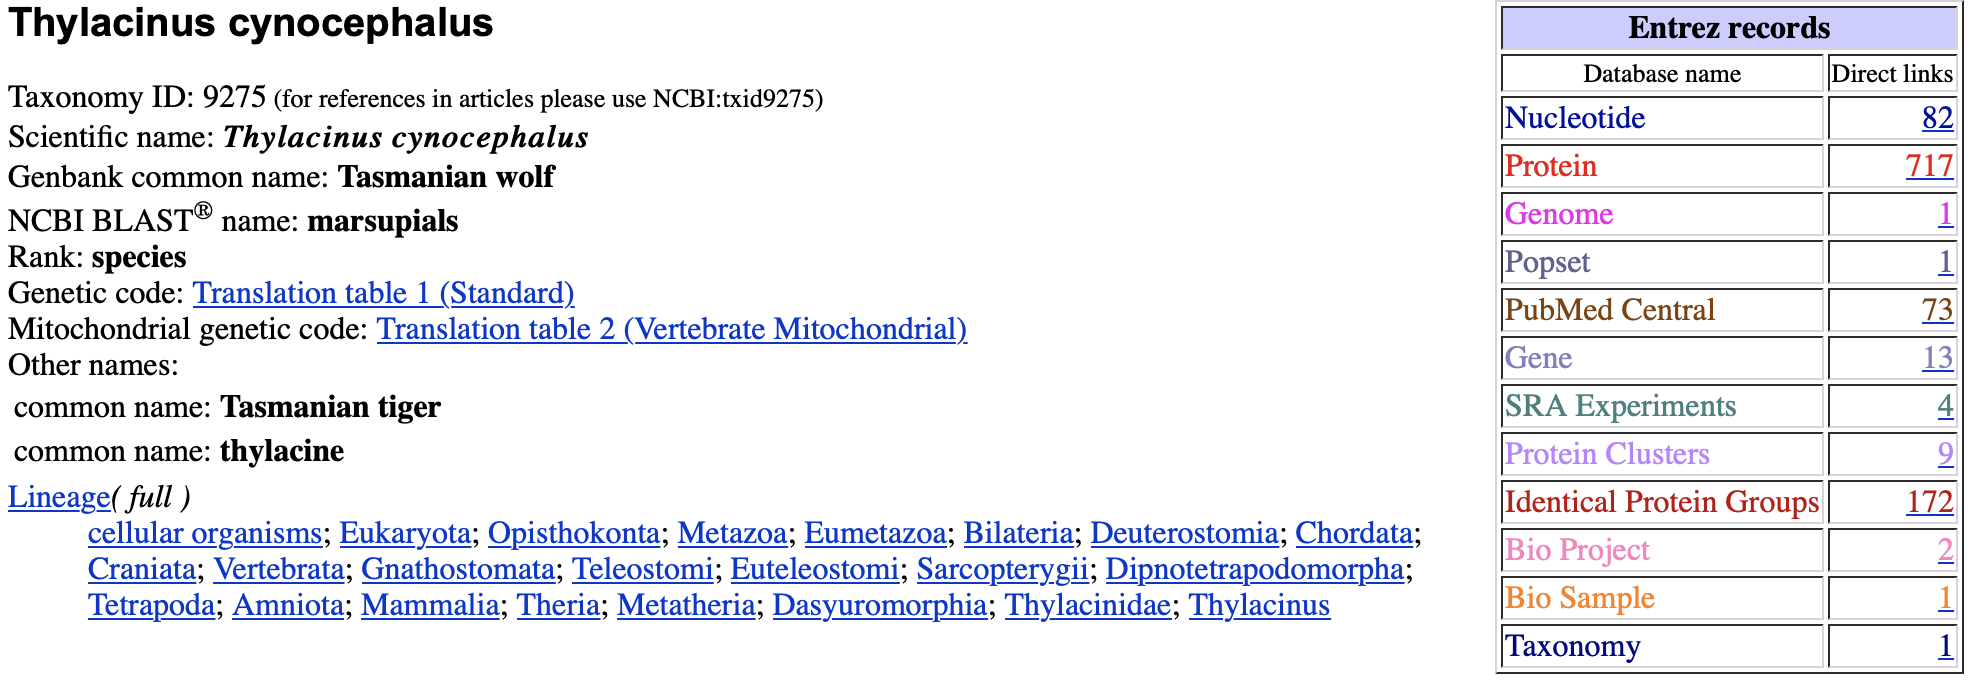 Thylacinus cynocephalus
Taxonomy ID: 9275 (for references in articles please use NCBI:txid9275)
Scientific name: Thylacinus cynocephalus
Genbank common name: Tasmanian wolf
NCBI BLAST® name: marsupials
Rank: species
Genetic code: Translation table 1 (Standard)
Mitochondrial genetic code: Translation table 2 (Vertebrate Mitochondrial)
Other names:
common name: Tasmanian tiger
common name: thylacine
Lineage( full )
cellular organisms; Eukaryota; Opisthokonta; Metazoa; Eumetazoa; Bilateria; Deuterostomia; Chordata;
Craniata; Vertebrata; Gnathostomata; Teleostomi; Euteleostomi; Sarcopterygii; Dipnotetrapodomorpha;
Tetrapoda; Amniota; Mammalia; Theria; Metatheria; Dasyuromorphia; Thylacinidae; Thylacinus
Entrez records
Database name Direct links
Nucleotide 82
Protein 717
Genome 1
Popset 1
PubMed Central 73
Gene 13
SRA Experiments 4
Protein Clusters 9
Identical Protein Groups 172
Bio Project 2
Bio Sample 1
Taxonomy 1